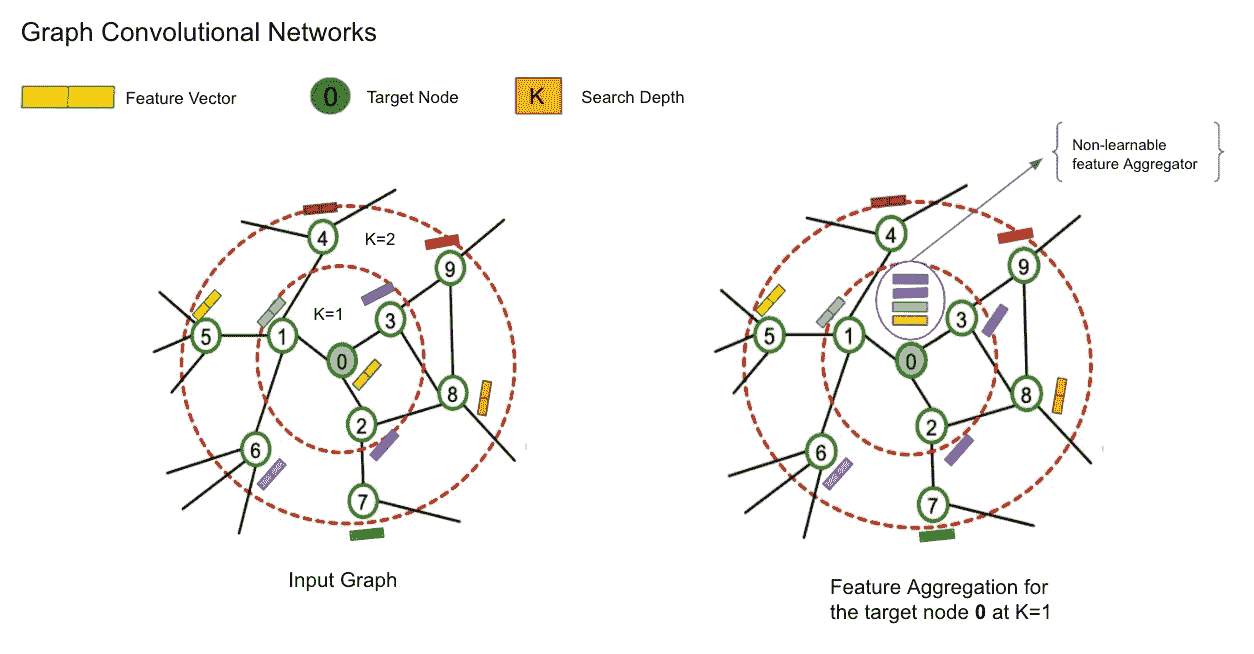 Graph Convolutional Networks
Feature Vector
0
Target Node
K
Search Depth
Non-learnable
feature Aggregator
4
K=2
9
K=1
3
5
1
0
8
2
6
7
Input Graph
4
9
3
5
1
0
8
2
6
7
Feature Aggregation for
the target node 0 at K=1